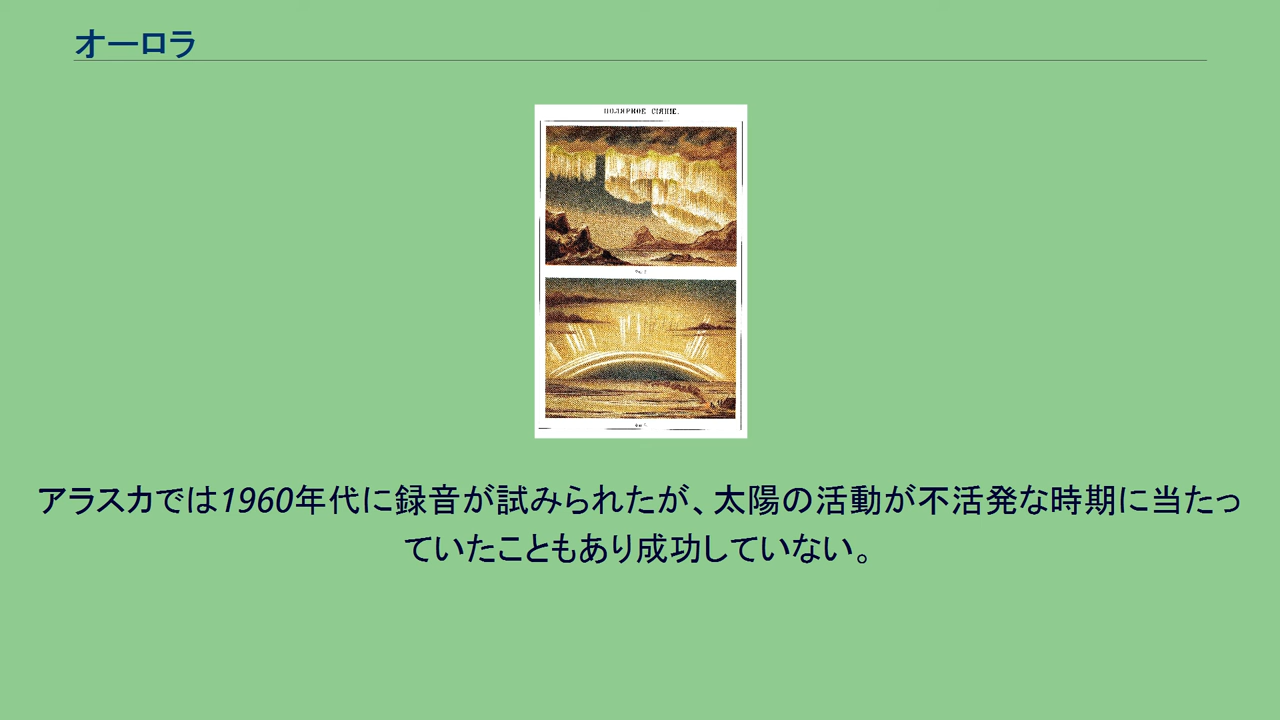 オーロラ
ПОЛЯРНОЕ СІЯНІЕ.
アラスカでは1960年代に録音が試みられたが、太陽の活動が不活発な時期に当たっ
ていたこともあり成功していない。